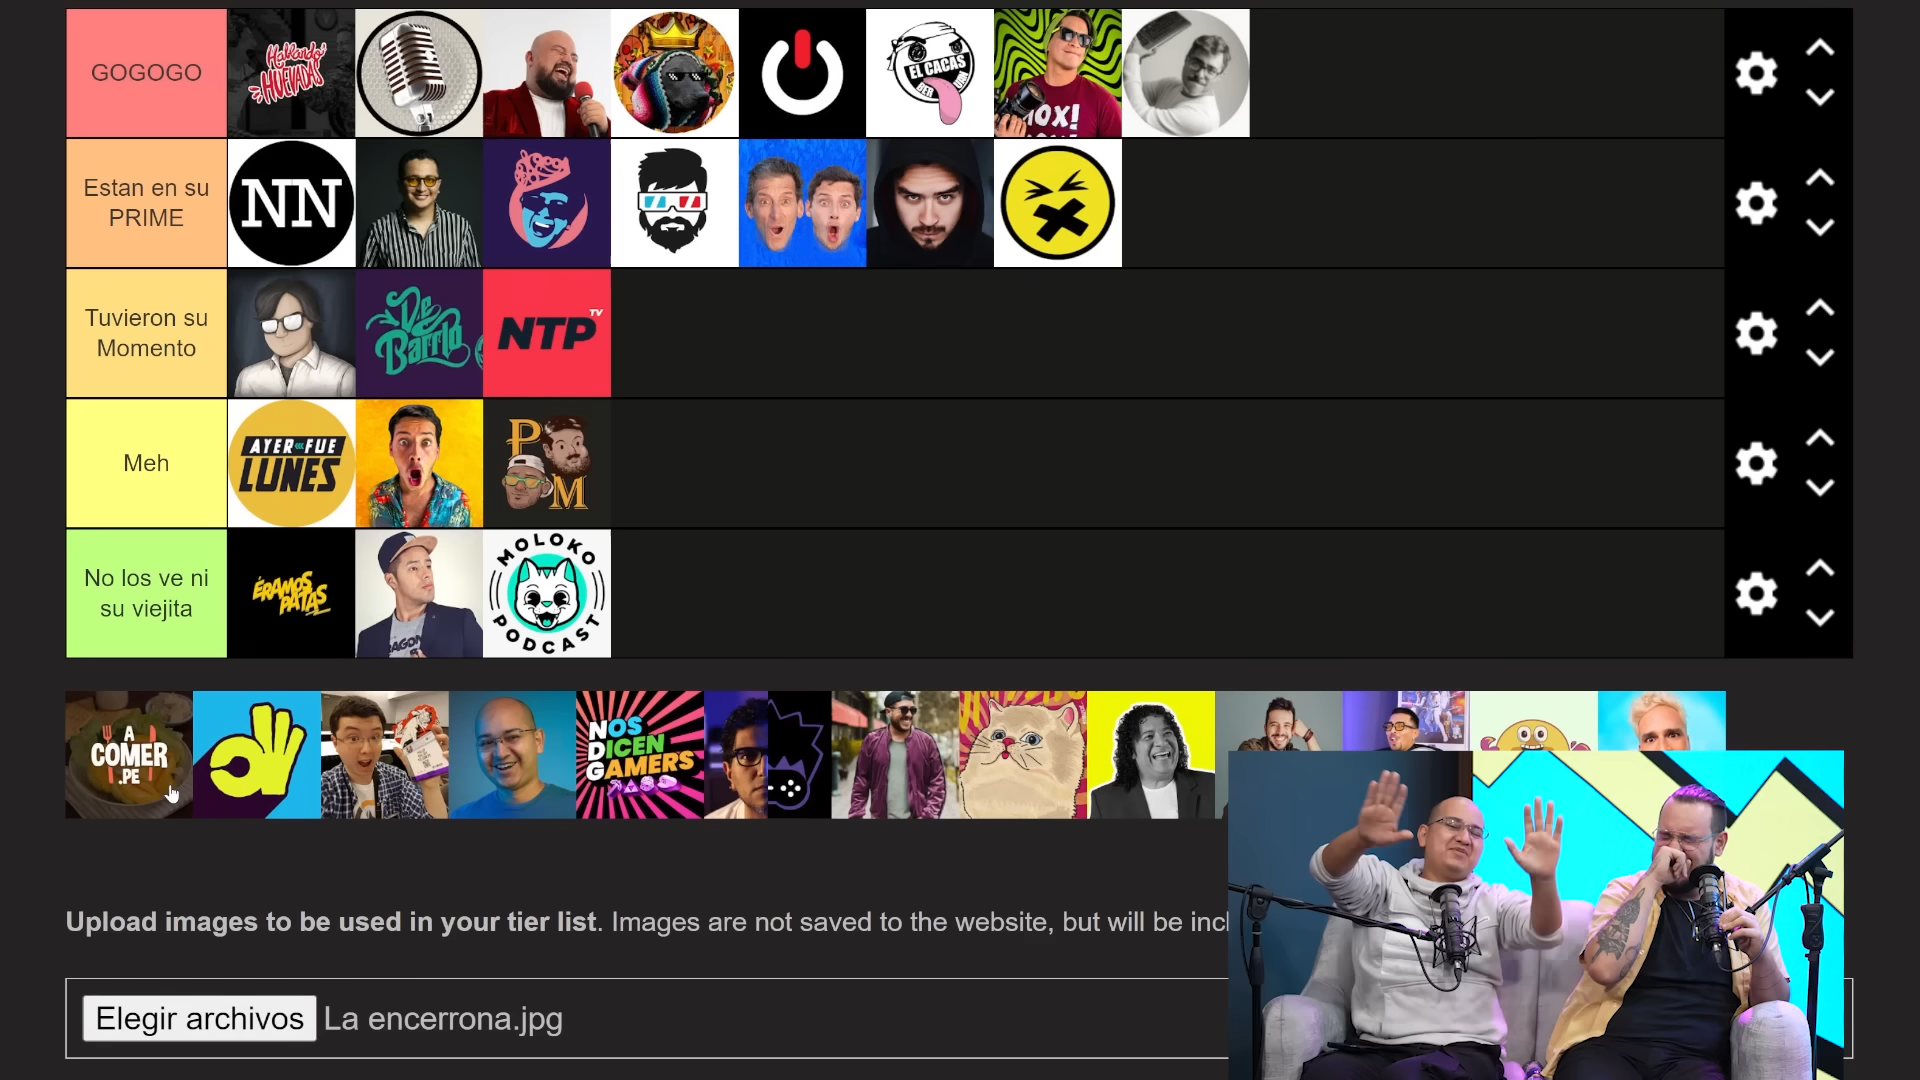 GOGOGO
Hablando
HUEVADAS
EL CACAS
BER
CIAN
¡OX!
Estan en su
PRIME
NN
Tuvieron su
Momento
De
Barrio
NTP
TV
Meh
AYER FUE
LUNES
P
M
No los ve ni
su viejita
ÉRAMOS
PATAS
MOLOKO
PODCAST
A
COMER
.PE
NOS
DICEN
GAMERS
Upload images to be used in your tier list. Images are not saved to the website, but will be incl
Elegir archivos La encerrona.jpg